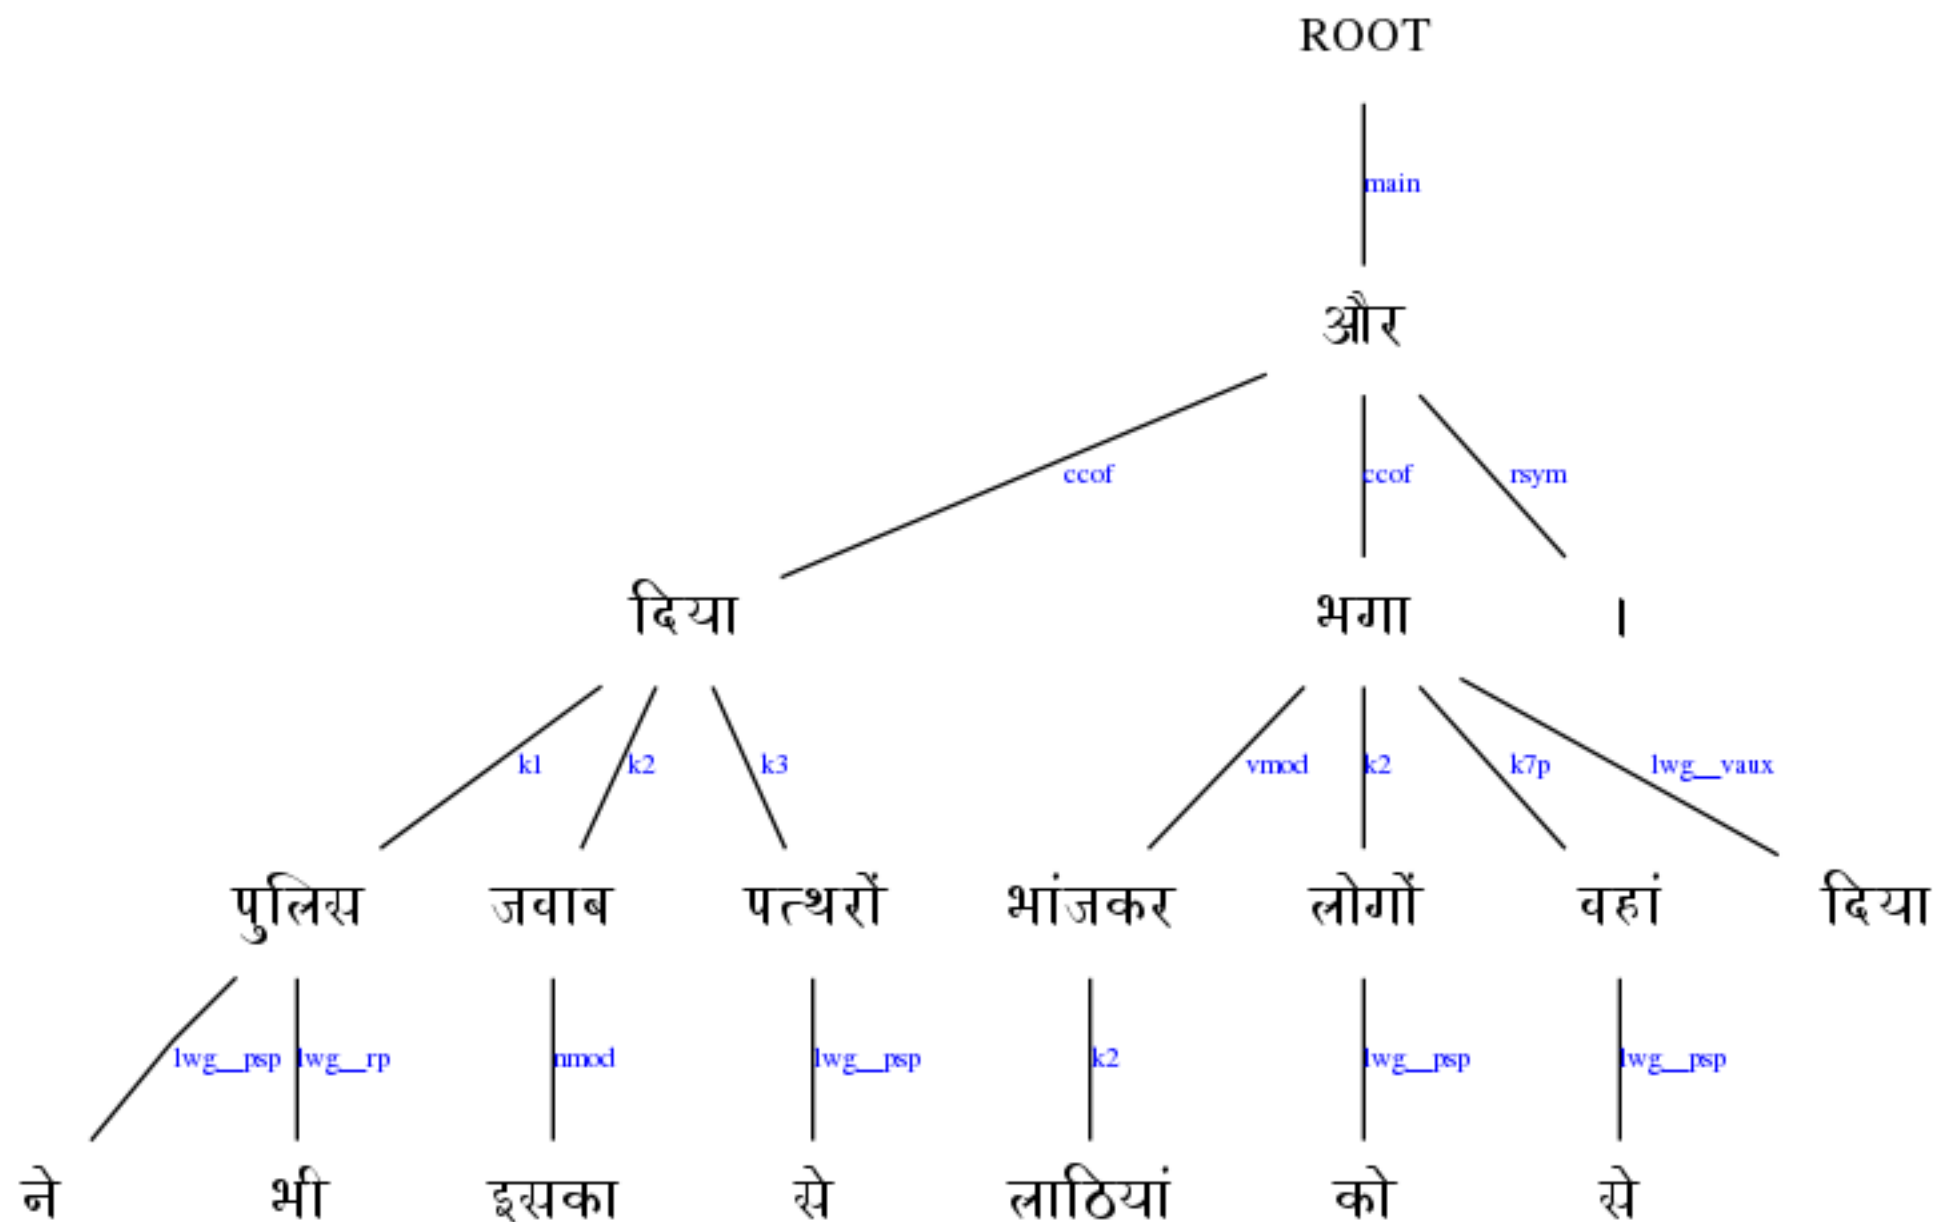 ROOT
main
और
ccof ccof rsym
दिया भगा ।
k1 k2 k3 vmod k2 k7p lwg__vaux
पुलिस जवाब पत्थरों भांजकर लोगों वहां दिया
lwg__psp lwg__rp nmod lwg__psp k2 lwg__psp lwg__psp
ने भी इसका से लाठियां को से